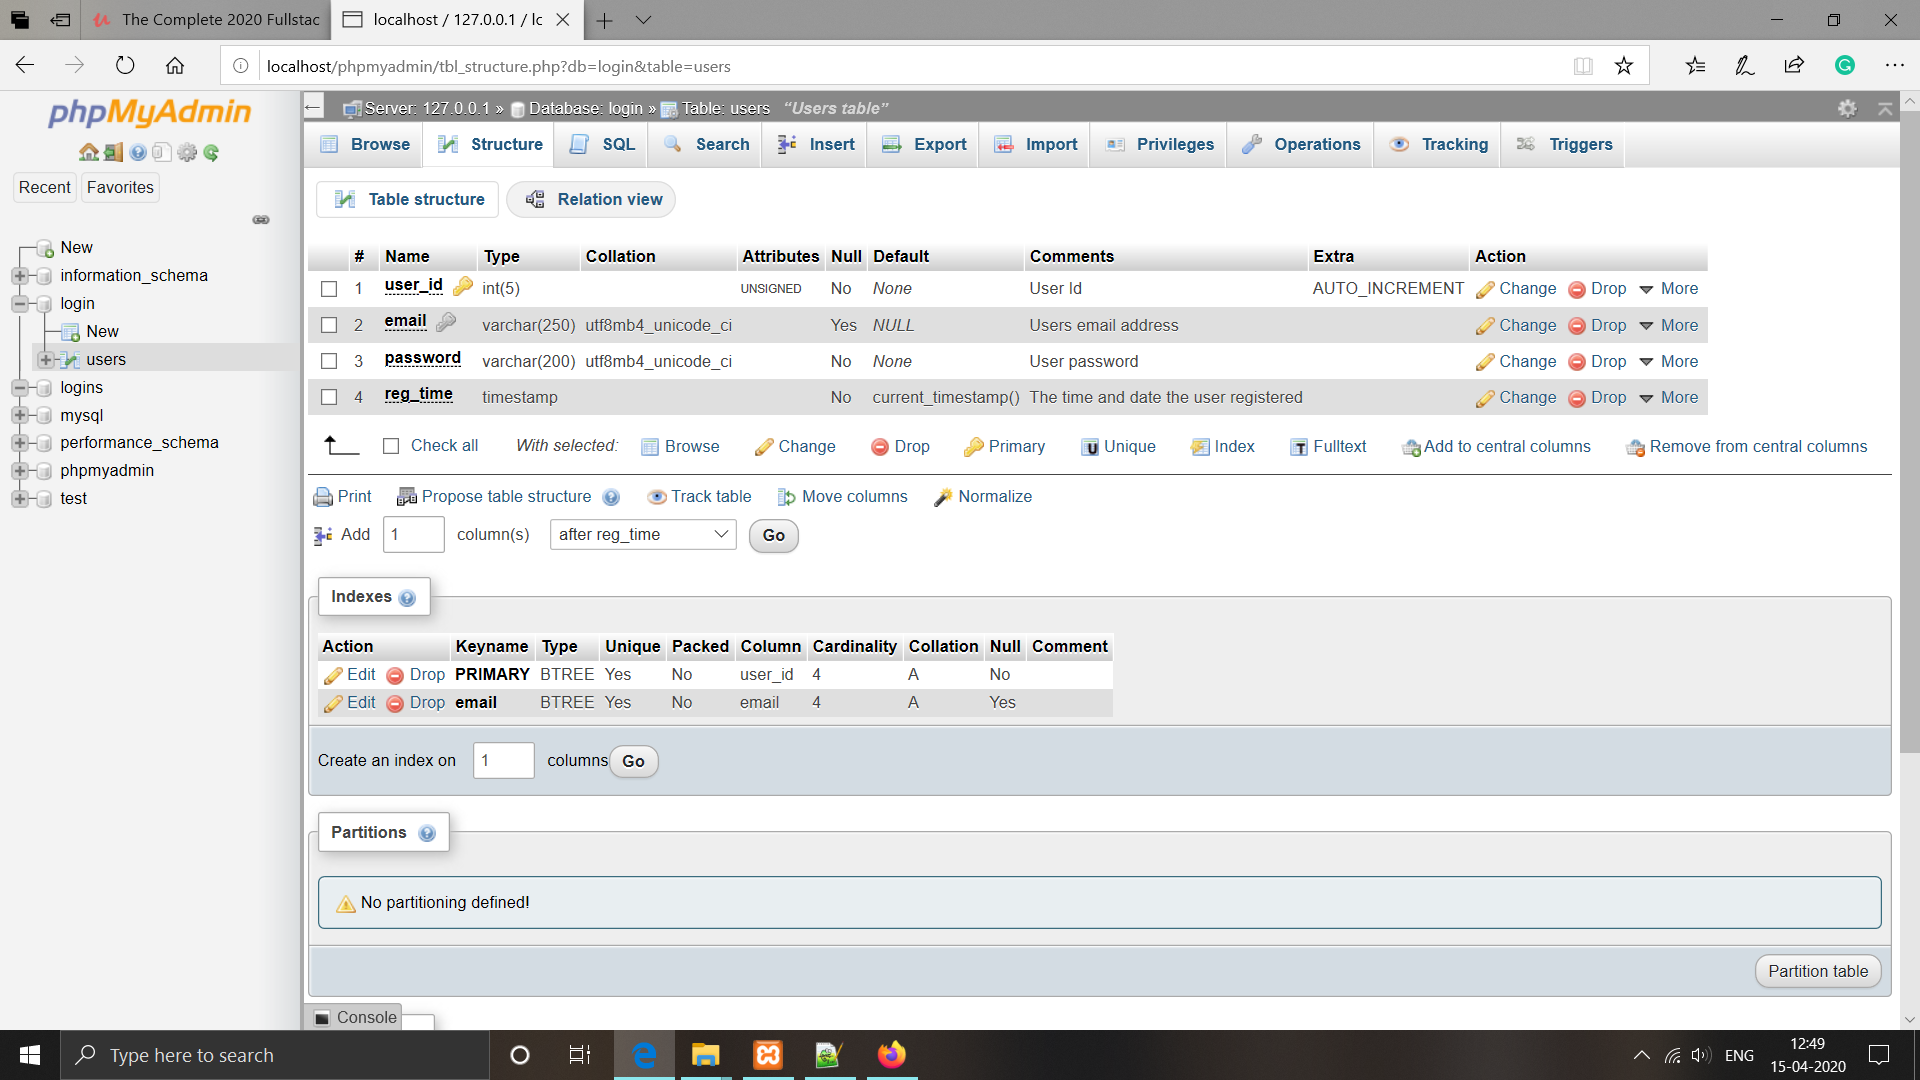 The Complete 2020 Fullstac
localhost / 127.0.0.1 / lc
localhost/phpmyadmin/tbl_structure.php?db=login&table=users
phpMyAdmin
Recent Favorites
New
information_schema
login
New
users
logins
mysql
performance_schema
phpmyadmin
test
Server: 127.0.0.1 » Database: login » Table: users “Users table”
Browse Structure SQL Search Insert Export Import Privileges Operations Tracking Triggers
Table structure Relation view
# Name Type Collation Attributes Null Default Comments Extra Action
1 user_id int(5) UNSIGNED No None User Id AUTO_INCREMENT Change Drop More
2 email varchar(250) utf8mb4_unicode_ci Yes NULL Users email address Change Drop More
3 password varchar(200) utf8mb4_unicode_ci No None User password Change Drop More
4 reg_time timestamp No current_timestamp() The time and date the user registered Change Drop More
Check all With selected: Browse Change Drop Primary Unique Index Fulltext Add to central columns Remove from central columns
Print Propose table structure Track table Move columns Normalize
Add 1 column(s) after reg_time Go
Indexes
Action Keyname Type Unique Packed Column Cardinality Collation Null Comment
Edit Drop PRIMARY BTREE Yes No user_id 4 A No
Edit Drop email BTREE Yes No email 4 A Yes
Create an index on 1 columns Go
Partitions
No partitioning defined!
Partition table
Console
Type here to search
ENG
12:49
15-04-2020